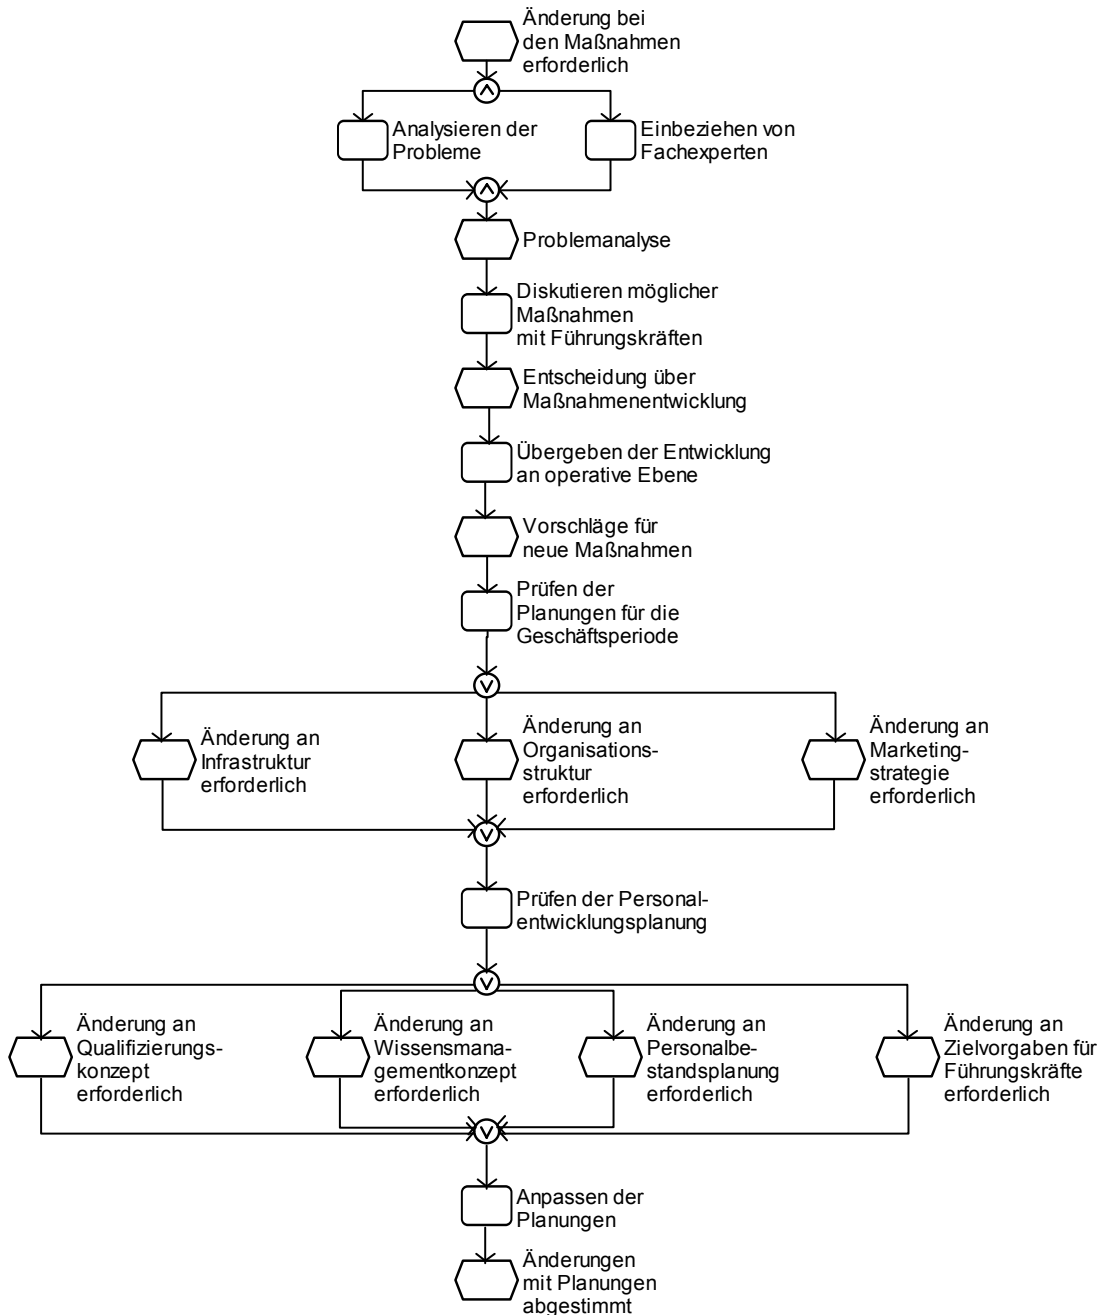 Änderung bei
den Maßnahmen
erforderlich
Analysieren der
Probleme
Einbeziehen von
Fachexperten
Problemanalyse
Diskutieren möglicher
Maßnahmen
mit Führungskräften
Entscheidung über
Maßnahmenentwicklung
Übergeben der Entwicklung
an operative Ebene
Vorschläge für
neue Maßnahmen
Prüfen der
Planungen für die
Geschäftsperiode
Änderung an
Infrastruktur
erforderlich
Änderung an
Organisations-
struktur
erforderlich
Änderung an
Marketing-
strategie
erforderlich
Prüfen der Personal-
entwicklungsplanung
Änderung an
Qualifizierungs-
konzept
erforderlich
Änderung an
Wissensmana-
gementkonzept
erforderlich
Änderung an
Personalbe-
standsplanung
erforderlich
Änderung an
Zielvorgaben für
Führungskräfte
erforderlich
Anpassen der
Planungen
Änderungen
mit Planungen
abgestimmt